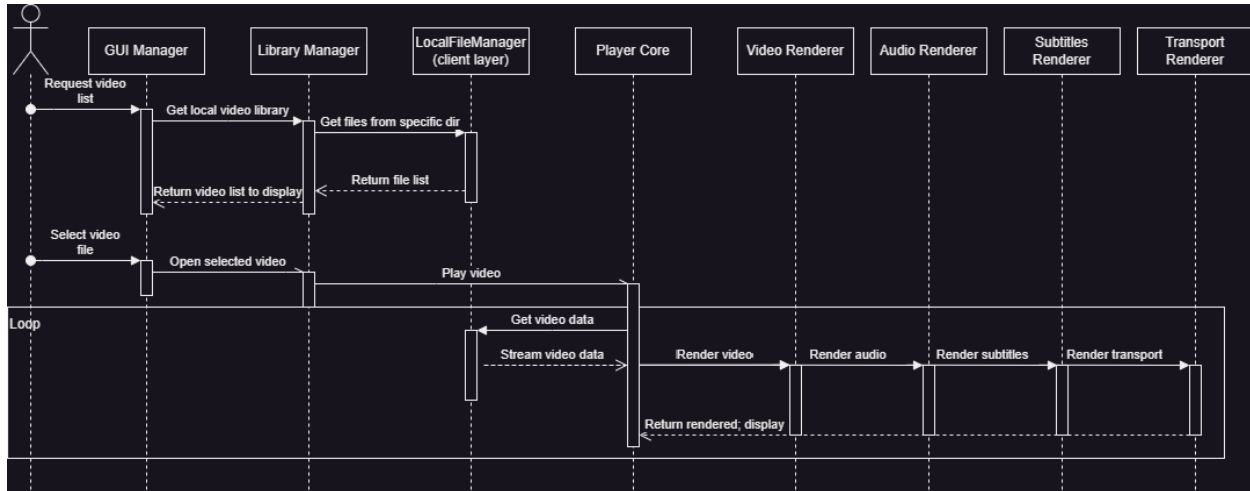 GUI Manager
Library Manager
LocalFileManager
(client layer)
Player Core
Video Renderer
Audio Renderer
Subtitles
Renderer
Transport
Renderer
Request video
list
Get local video library
Get files from specific dir
Return file list
Return video list to display
Select video
file
Open selected video
Play video
Loop
Get video data
Stream video data
Render video
Render audio
Render subtitles
Render transport
Return rendered; display